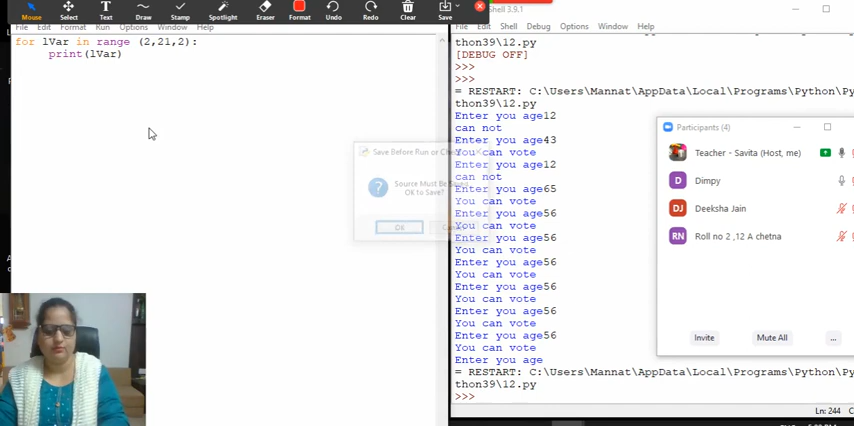 Mouse Select Text Draw Stamp Spotlight Eraser Format Undo Redo Clear Save
File Edit Format Run Options Window Help
for lVar in range (2,21,2):
print(lVar)
Save Before Run or
Source Must Be Saved
OK to Save?
OK
Shell 3.9.1
File Edit Shell Debug Options Window Help
thon39\12.py
[DEBUG OFF]
>>>
>>>
= RESTART: C:\Users\Mannat\AppData\Local\Programs\Python\Py
thon39\12.py
Enter you age12
can not
Enter you age43
You can vote
Enter you age12
can not
Enter you age65
You can vote
Enter you age56
You can vote
Enter you age56
You can vote
Enter you age56
You can vote
Enter you age56
You can vote
Enter you age56
You can vote
Enter you age56
You can vote
Enter you age
= RESTART: C:\Users\Mannat\AppData\Local\Programs\Python\Py
thon39\12.py
>>>
Ln: 244
Participants (4)
Teacher - Savita (Host, me)
D Dimpy
DJ Deeksha Jain
RN Roll no 2 ,12 A chetna
Invite Mute All ...